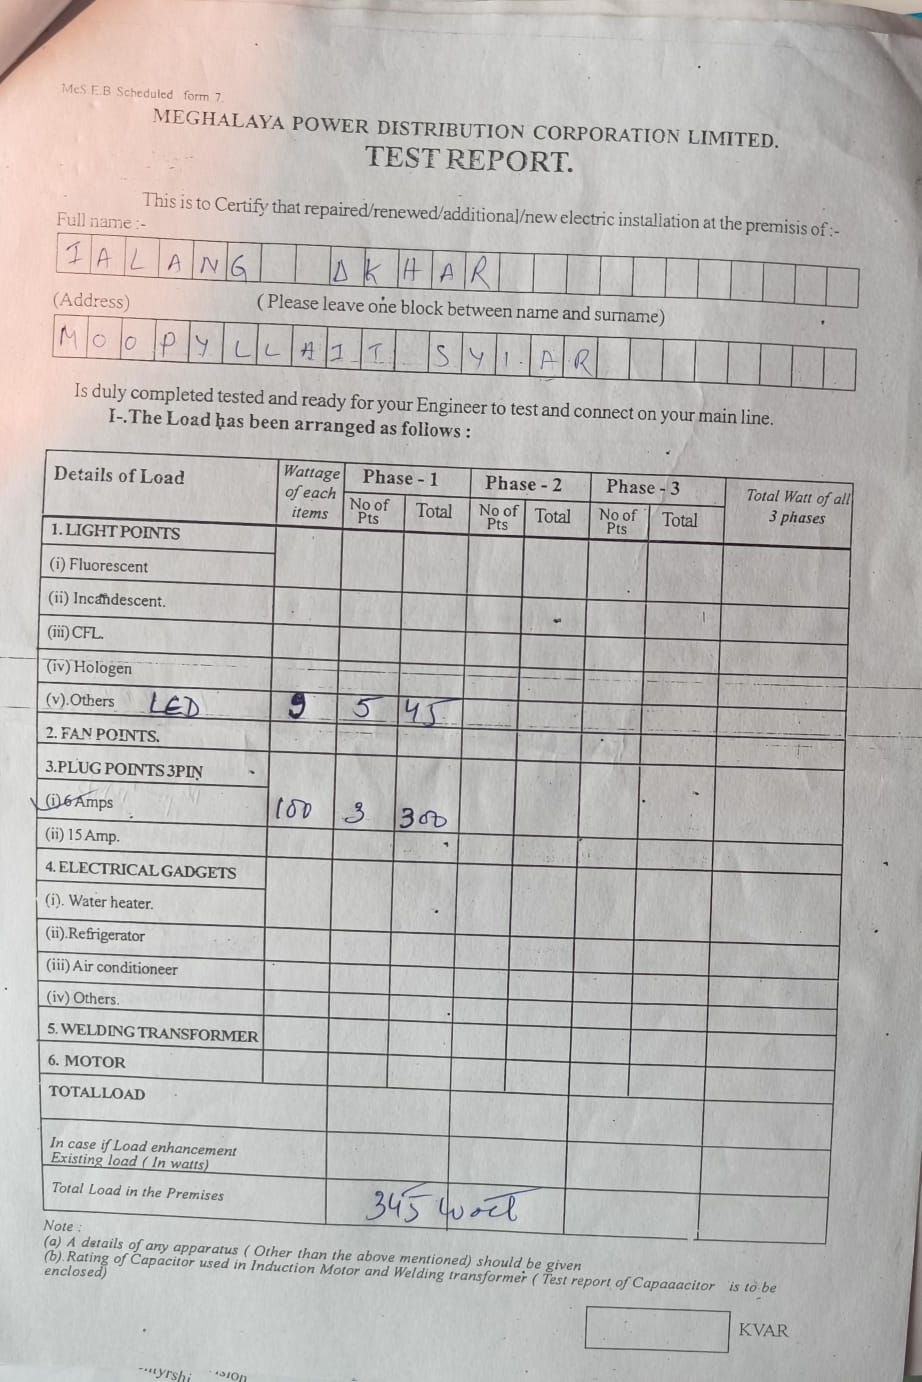 MeS.E.B Scheduled form 7.
MEGHALAYA POWER DISTRIBUTION CORPORATION LIMITED.
TEST REPORT.
This is to Certify that repaired/renewed/additional/new electric installation at the premisis of :-
Full name :-
IALANG DKHAR
(Address) ( Please leave one block between name and surname)
MOOPYLLAIT SYIAR
Is duly completed tested and ready for your Engineer to test and connect on your main line.
I-.The Load has been arranged as follows :
Details of Load Wattage of each items Phase - 1 Phase - 2 Phase - 3 Total Watt of all 3 phases
No of Pts Total No of Pts Total No of Pts Total
1. LIGHT POINTS
(i) Fluorescent
(ii) Incandescent.
(iii) CFL.
(iv) Hologen
(v).Others LED 9 5 45
2. FAN POINTS.
3.PLUG POINTS 3PIN
(i) 6 Amps 100 3 300
(ii) 15 Amp.
4. ELECTRICAL GADGETS
(i). Water heater.
(ii).Refrigerator
(iii) Air conditioneer
(iv) Others.
5. WELDING TRANSFORMER
6. MOTOR
TOTAL LOAD
In case if Load enhancement
Existing load ( In watts)
Total Load in the Premises 345 watt
Note :
(a) A details of any apparatus ( Other than the above mentioned) should be given
(b).Rating of Capacitor used in Induction Motor and Welding transformer ( Test report of Capaaacitor is to be
enclosed)
KVAR